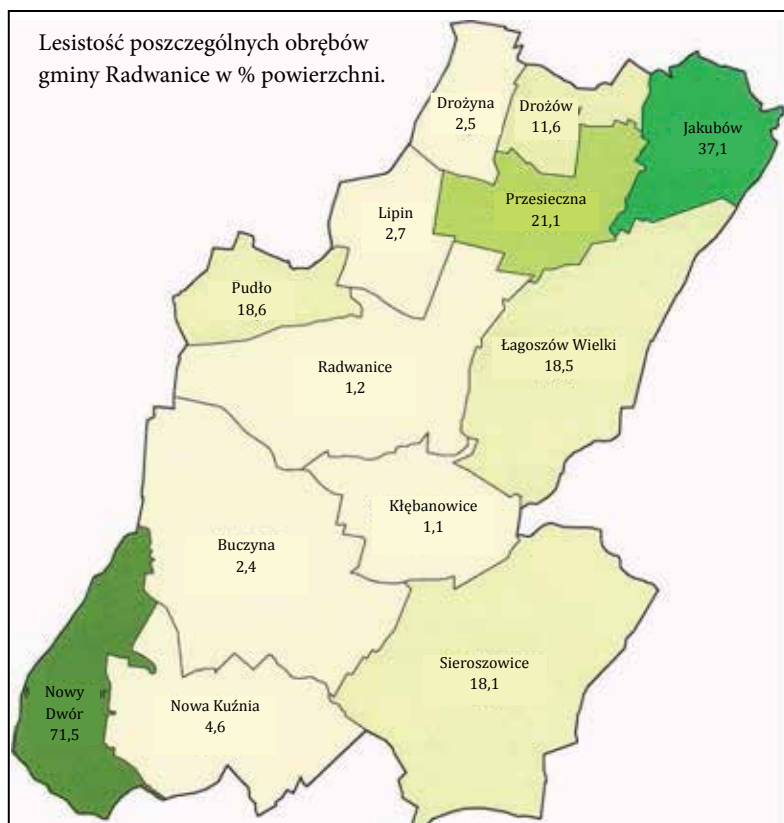 Lesistość poszczególnych obrębów
gminy Radwanice w % powierzchni.
Drożyna
2,5
Drożów
11,6
Jakubów
37,1
Przesieczna
21,1
Lipin
2,7
Pudło
18,6
Łagoszów Wielki
18,5
Radwanice
1,2
Kłębanowice
1,1
Buczyna
2,4
Sieroszowice
18,1
Nowy
Dwór
71,5
Nowa Kuźnia
4,6